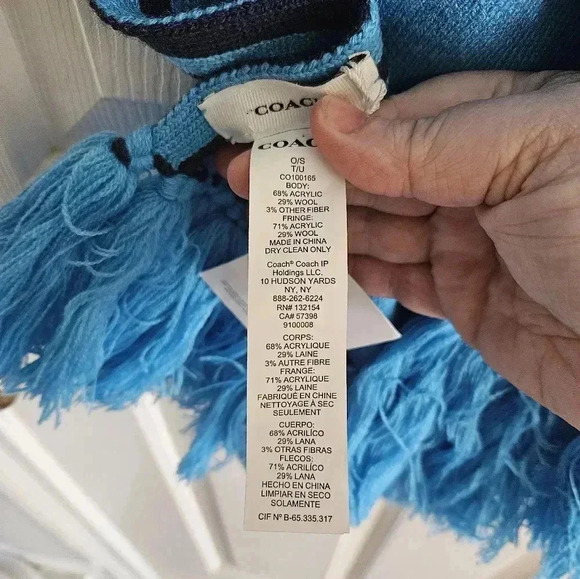 COACH
COAC
O/S
T/U
CO100165
BODY:
68% ACRYLIC
29% WOOL
3% OTHER FIBER
FRINGE:
71% ACRYLIC
29% WOOL
MADE IN CHINA
DRY CLEAN ONLY
Coach® Coach IP
Holdings LLC.
10 HUDSON YARDS
NY, NY
888-262-6224
RN# 132154
CA# 57398
9100008
CORPS:
68% ACRYLIQUE
29% LAINE
3% AUTRE FIBRE
FRANGE:
71% ACRYLIQUE
29% LAINE
FABRIQUÉ EN CHINE
NETTOYAGE À SEC
SEULEMENT
CUERPO:
68% ACRÍLICO
29% LANA
3% OTRAS FIBRAS
FLECOS:
71% ACRÍLICO
29% LANA
HECHO EN CHINA
LIMPIAR EN SECO
SOLAMENTE
CIF Nº B-65.335.317